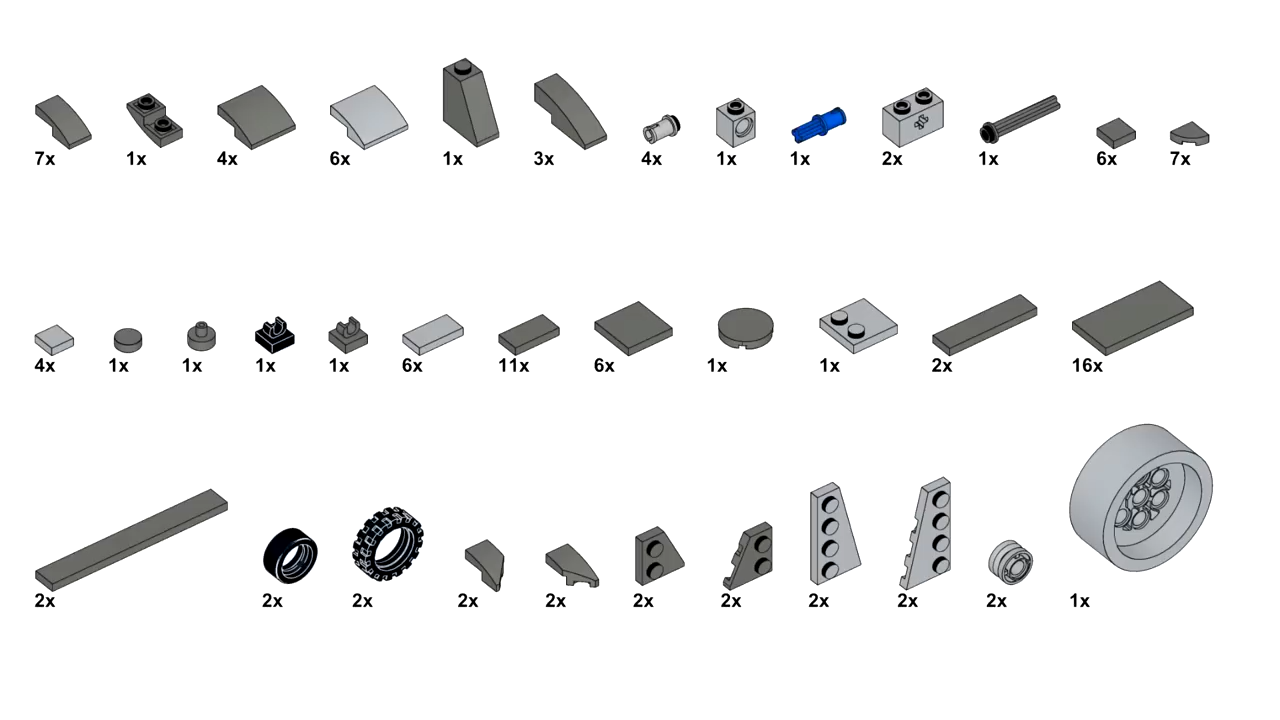 7x 1x 4x 6x 1x 3x 4x 1x 1x 2x 1x 6x 7x
4x 1x 1x 1x 1x 6x 11x 6x 1x 1x 2x 16x
2x 2x 2x 2x 2x 2x 2x 2x 2x 2x 1x